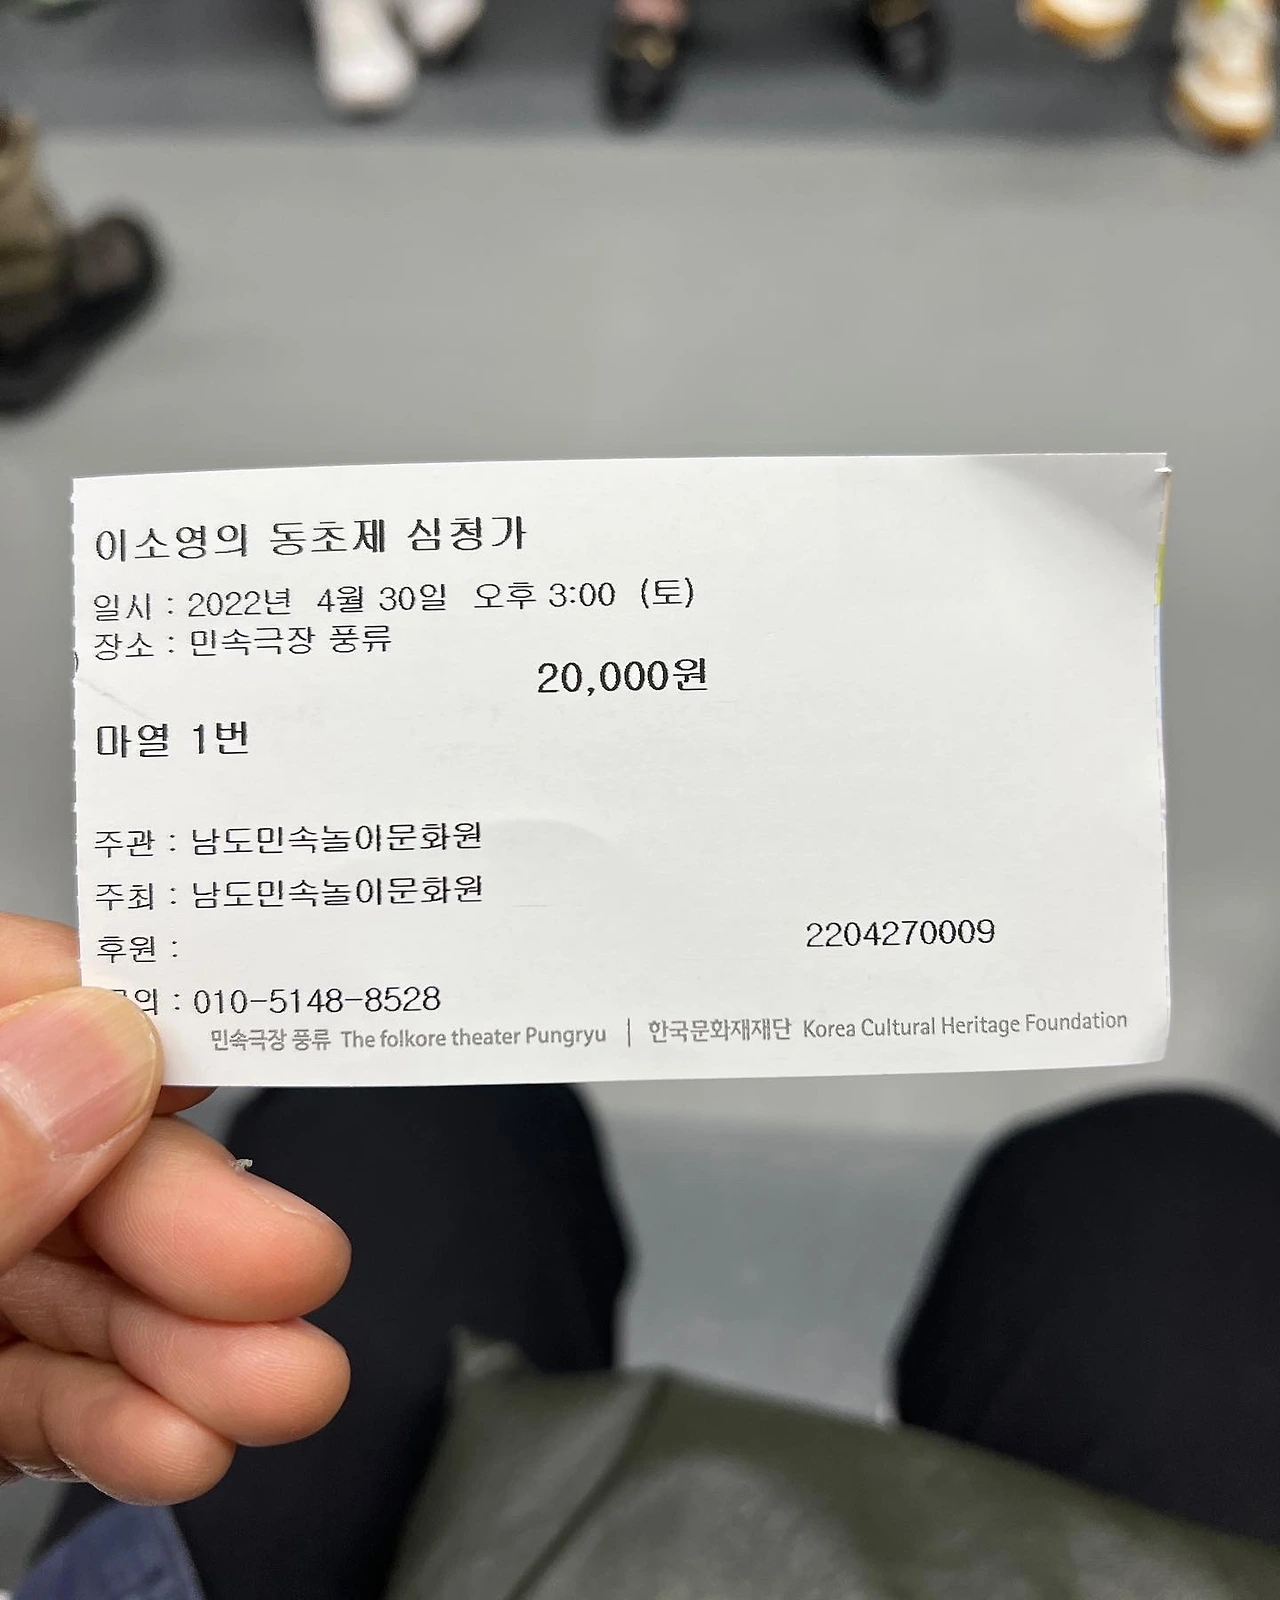 이소영의 동초제 심청가
일시 : 2022년 4월 30일 오후 3:00 (토)
장소 : 민속극장 풍류
20,000원
마열 1번
주관 : 남도민속놀이문화원
주최 : 남도민속놀이문화원
후원 :
2204270009
: 010-5148-8528
민속극장 풍류 The folkore theater Pungryu | 한국문화재재단 Korea Cultural Heritage Foundation